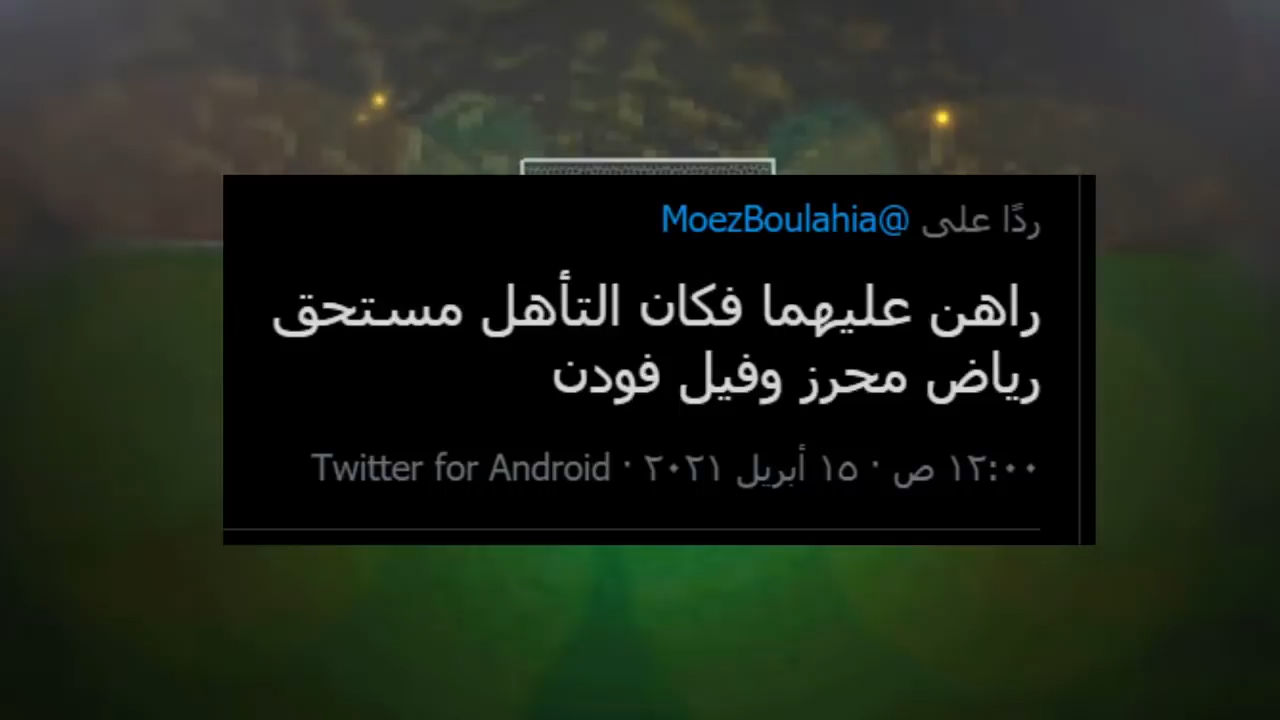 ردًا على @MoezBoulahia
راهن عليهما فكان التأهل مستحق
رياض محرز وفيل فودن
١٢:٠٠ ص · ١٥ أبريل ٢٠٢١ · Twitter for Android